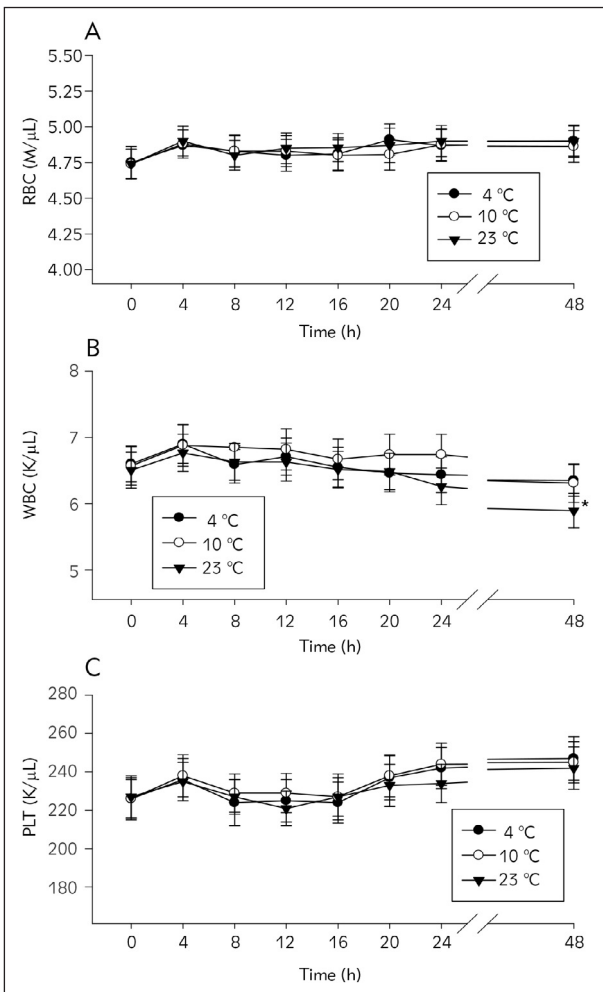 A
5.50
5.25
5.00
4.75
4.50
4.25
4.00
RBC (M/µL)
4 °C
10 °C
23 °C
0 4 8 12 16 20 24 48
Time (h)
B
8
7
6
5
WBC (K/µL)
*
4 °C
10 °C
23 °C
0 4 8 12 16 20 24 48
Time (h)
C
280
260
240
220
200
180
PLT (K/µL)
4 °C
10 °C
23 °C
0 4 8 12 16 20 24 48
Time (h)